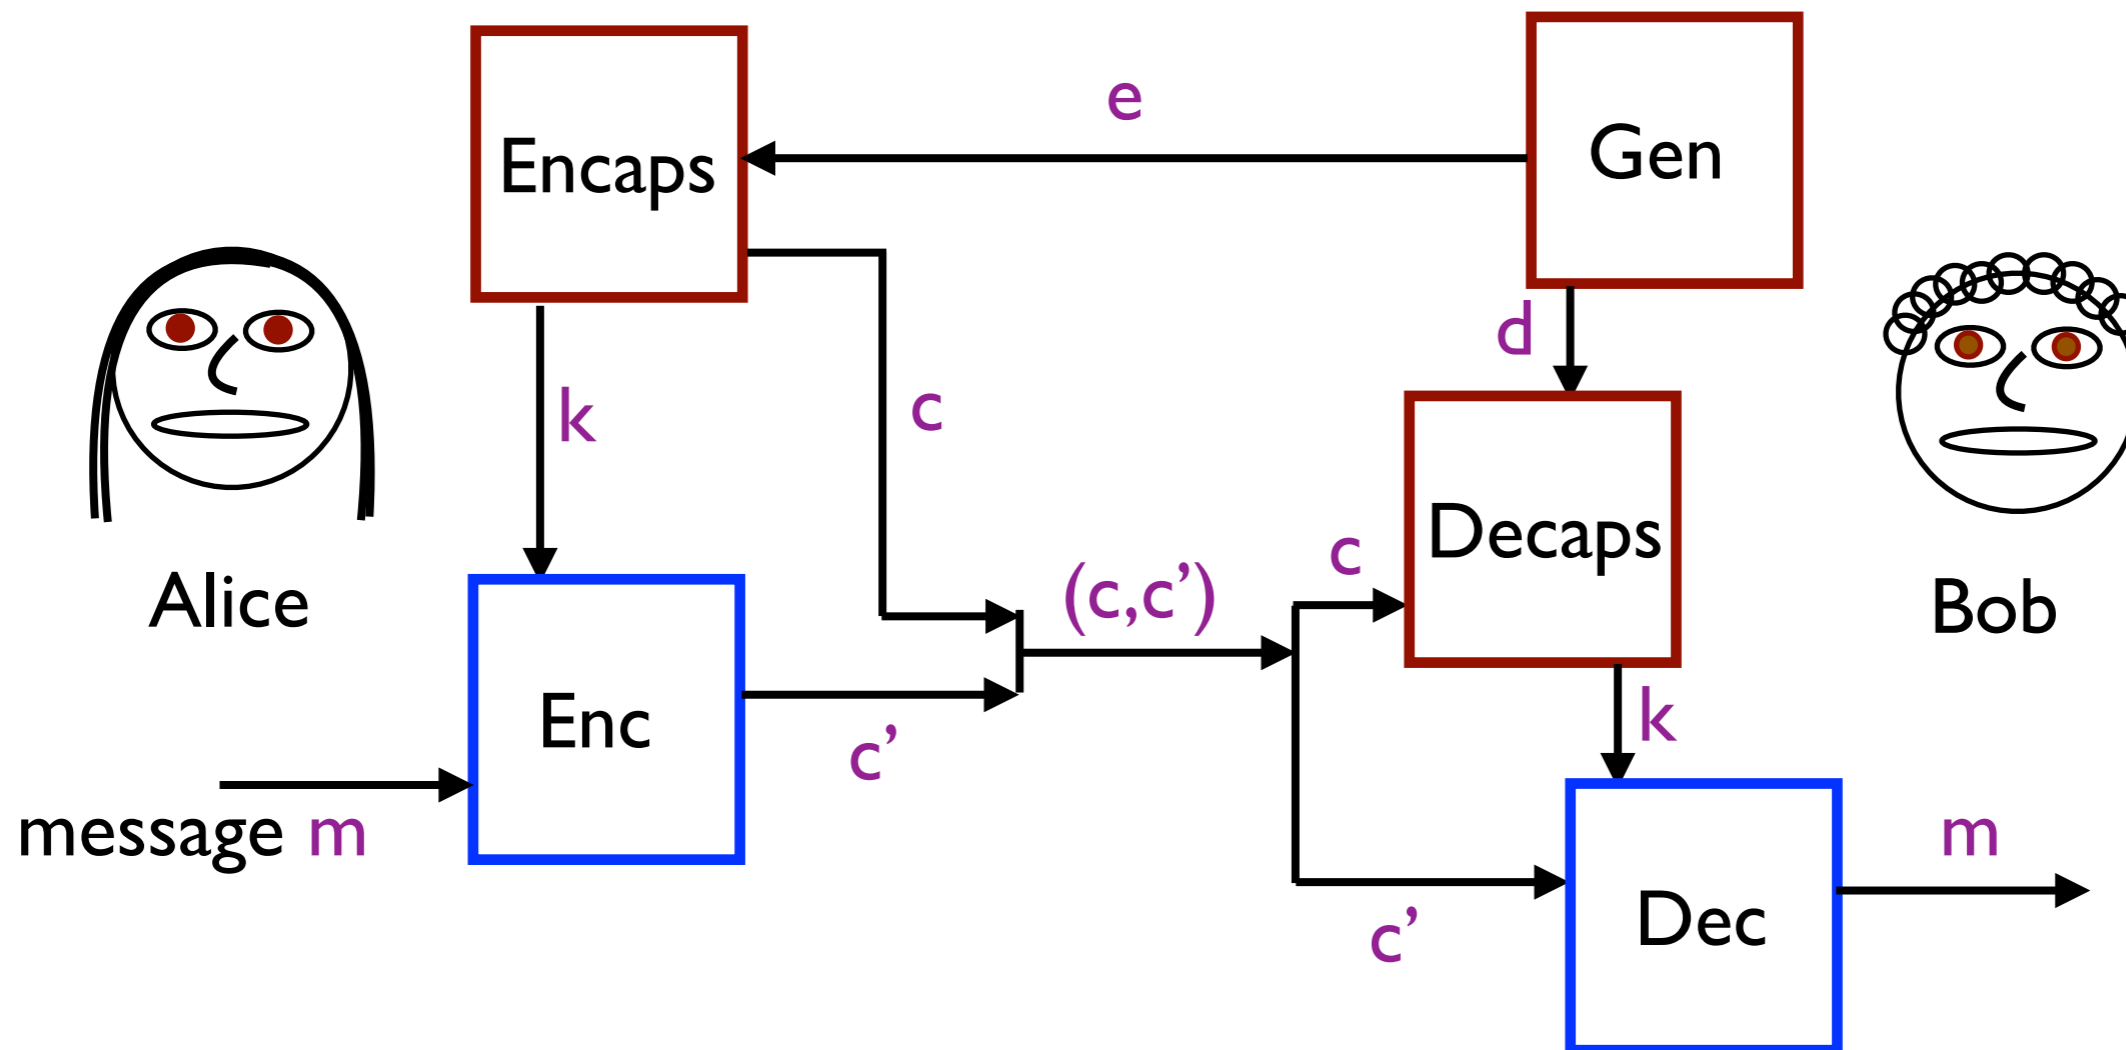 e
Encaps
Gen
d
k
c
Decaps
c
(c,c’)
Alice
Bob
Enc
k
c’
message m
m
Dec
c’